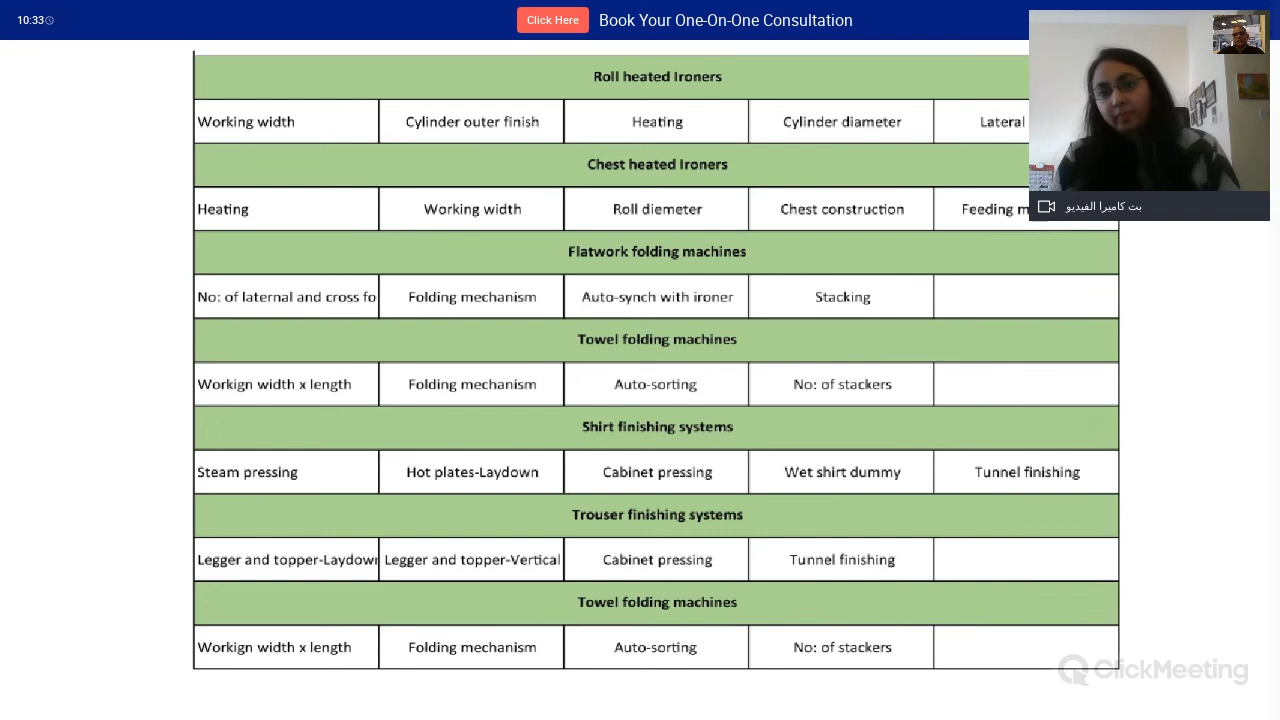 10:33
Click Here Book Your One-On-One Consultation
Roll heated Ironers
Working width Cylinder outer finish Heating Cylinder diameter Lateral
Chest heated Ironers
Heating Working width Roll diemeter Chest construction Feeding
بث كاميرا الفيديو
Flatwork folding machines
No: of laternal and cross fo Folding mechanism Auto-synch with ironer Stacking
Towel folding machines
Workign width x length Folding mechanism Auto-sorting No: of stackers
Shirt finishing systems
Steam pressing Hot plates-Laydown Cabinet pressing Wet shirt dummy Tunnel finishing
Trouser finishing systems
Legger and topper-Laydown Legger and topper-Vertical Cabinet pressing Tunnel finishing
Towel folding machines
Workign width x length Folding mechanism Auto-sorting No: of stackers
ClickMeeting